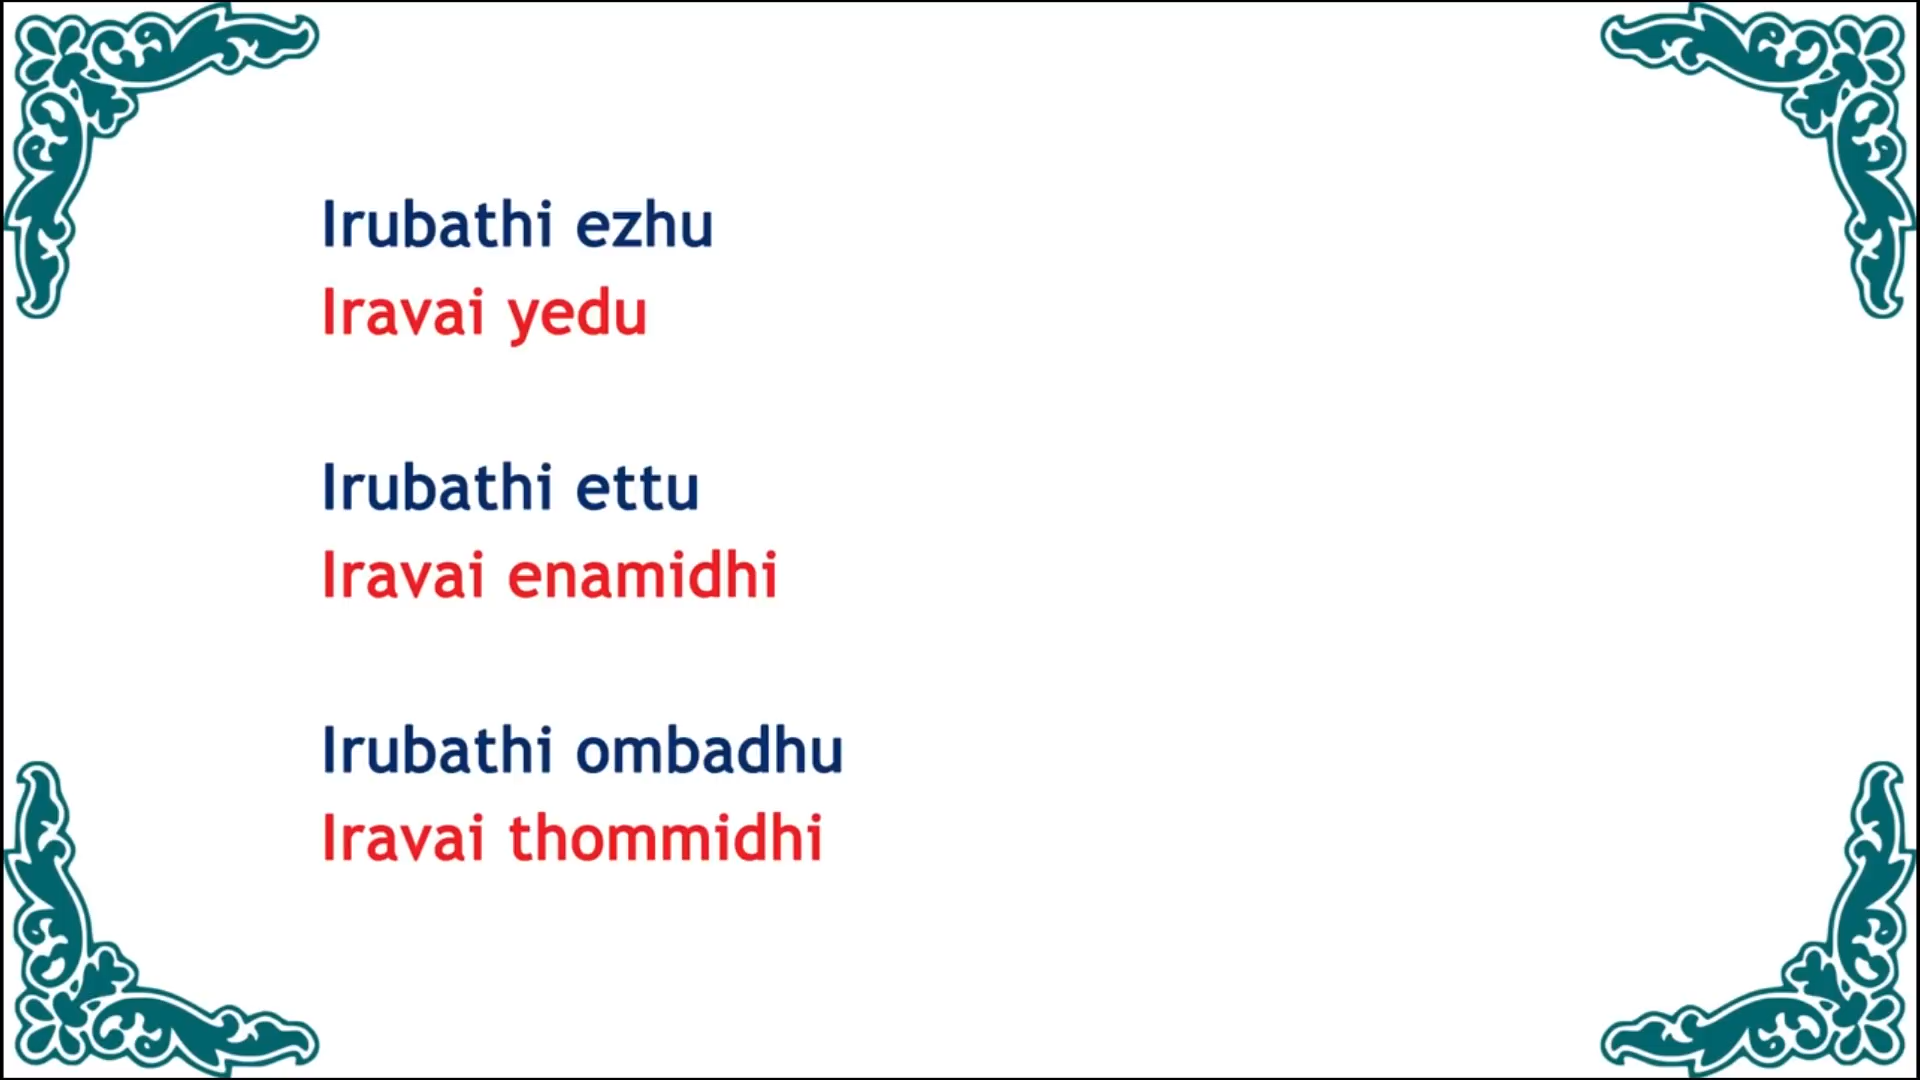 Irubathi ezhu
Iravai yedu
Irubathi ettu
Iravai enamidhi
Irubathi ombadhu
Iravai thommidhi